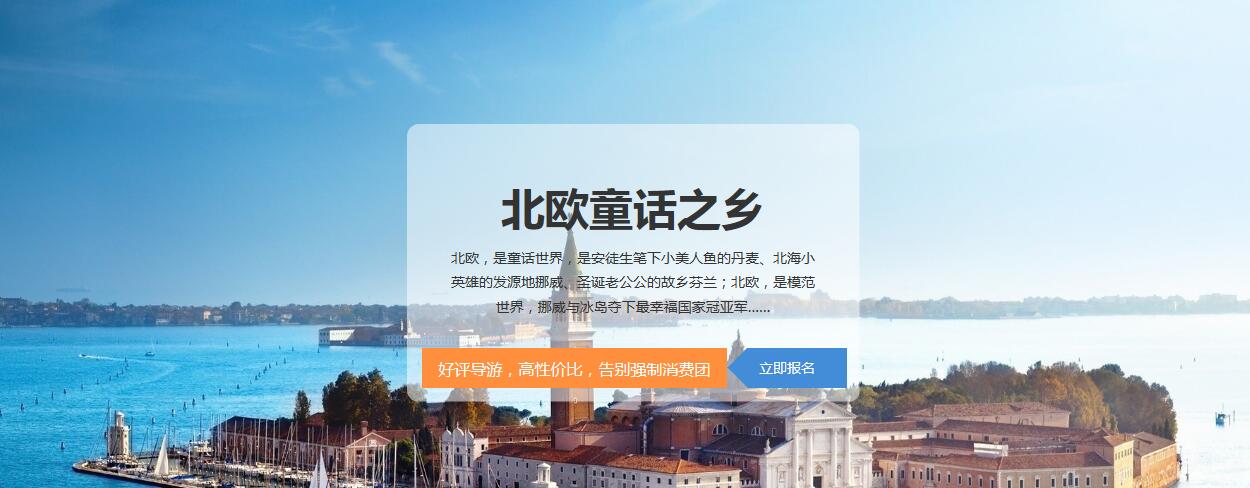 北欧童话之乡
北欧，是童话世界，是安徒生笔下小美人鱼的丹麦、北海小
英雄的发源地挪威、圣诞老公公的故乡芬兰；北欧，是模范
世界，挪威与冰岛夺下最幸福国家冠亚军......
好评导游，高性价比，告别强制消费团
立即报名